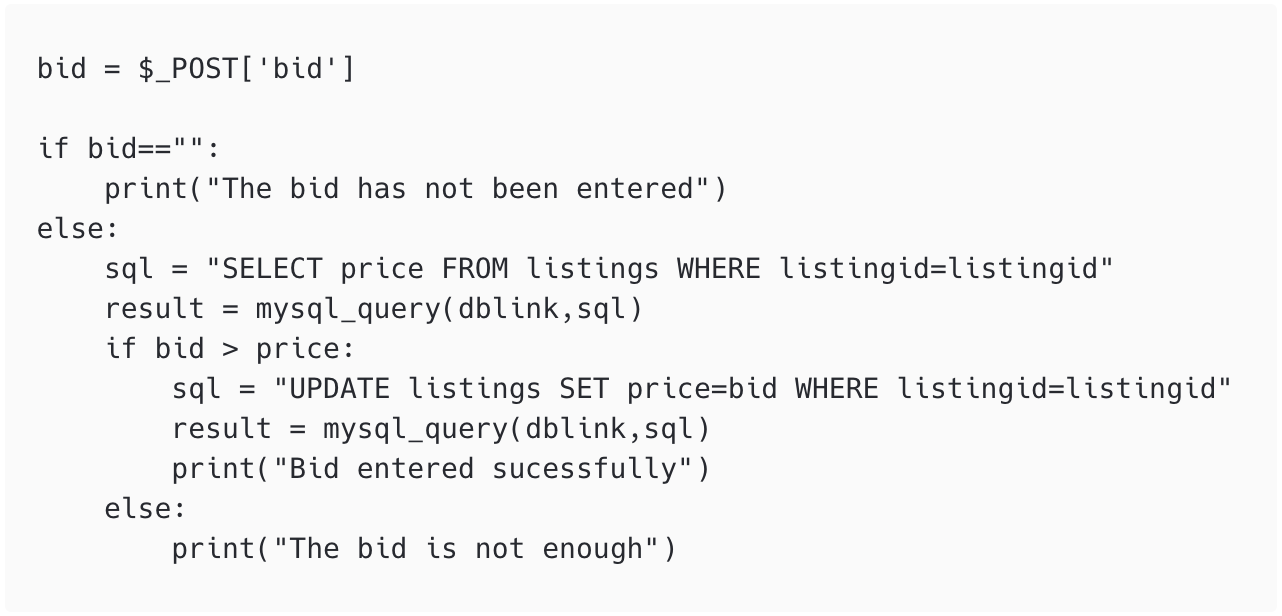 bid = $_POST['bid']

if bid=="":
    print("The bid has not been entered")
else:
    sql = "SELECT price FROM listings WHERE listingid=listingid"
    result = mysql_query(dblink,sql)
    if bid > price:
        sql = "UPDATE listings SET price=bid WHERE listingid=listingid"
        result = mysql_query(dblink,sql)
        print("Bid entered sucessfully")
    else:
        print("The bid is not enough")